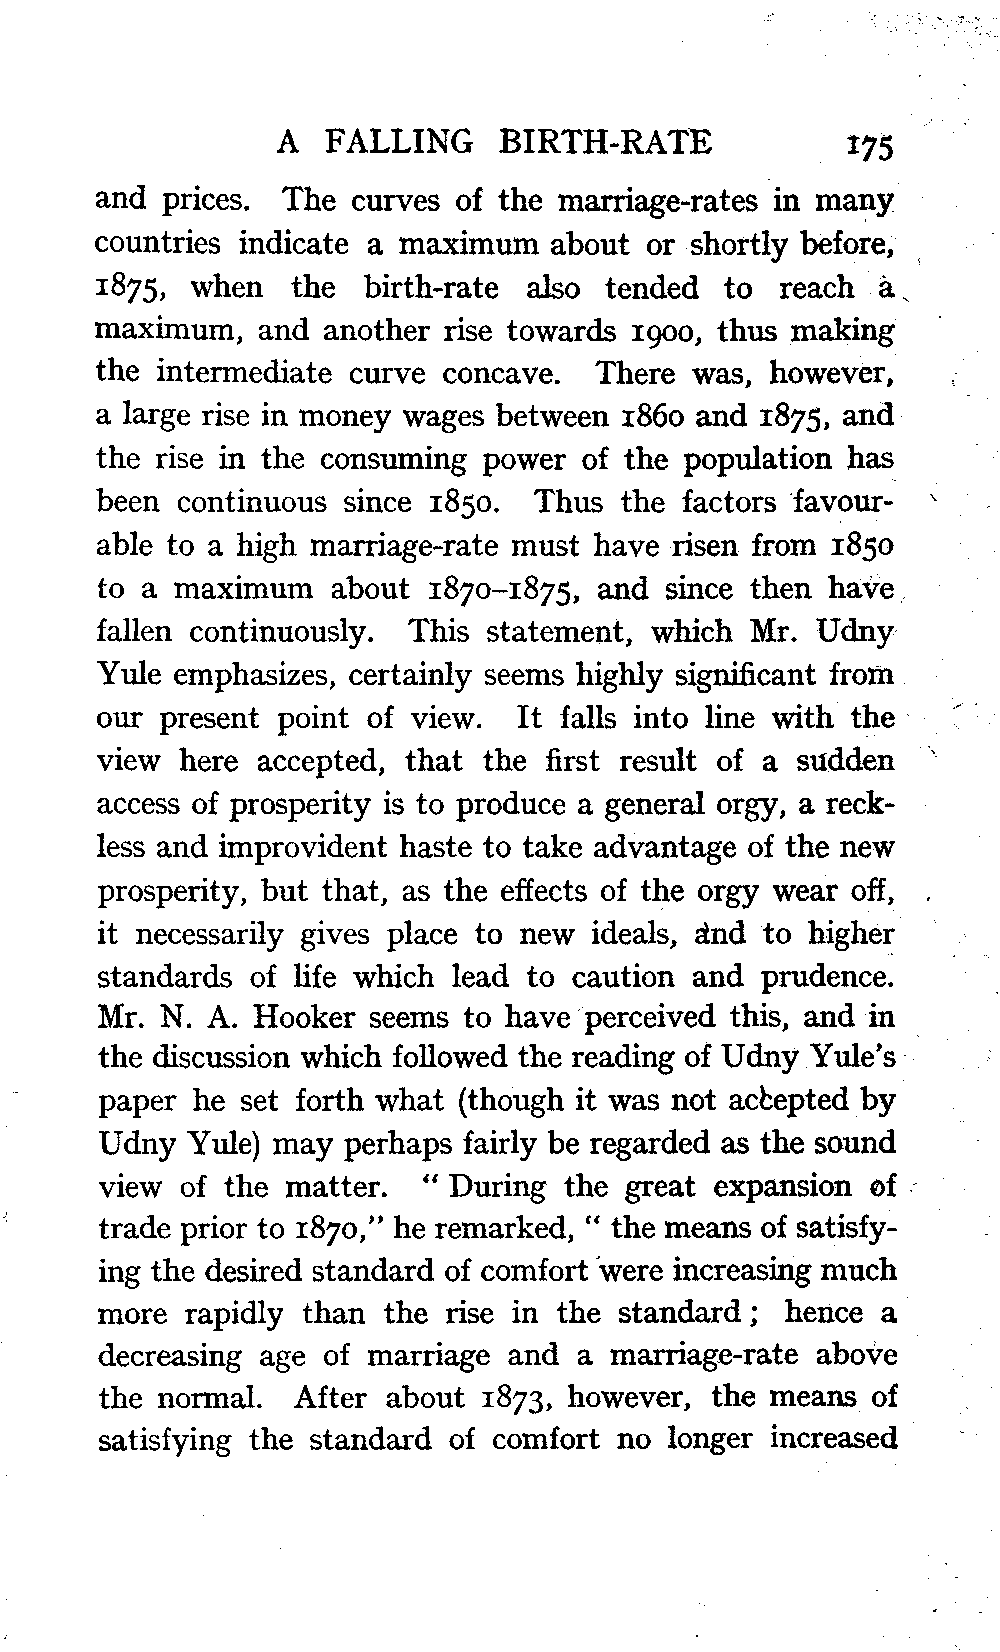 A FALLING BIRTH-RATE 175
and prices. The curves of the marriage-rates in many
countries indicate a maximum about or shortly before,
1875, when the birth-rate also tended to reach a
maximum, and another rise towards 1900, thus making
the intermediate curve concave. There was, however,
a large rise in money wages between 1860 and 1875, and
the rise in the consuming power of the population has
been continuous since 1850. Thus the factors favour-
able to a high marriage-rate must have risen from 1850
to a maximum about 1870–1875, and since then have
fallen continuously. This statement, which Mr. Udny
Yule emphasizes, certainly seems highly significant from
our present point of view. It falls into line with the
view here accepted, that the first result of a sudden
access of prosperity is to produce a general orgy, a reck-
less and improvident haste to take advantage of the new
prosperity, but that, as the effects of the orgy wear off,
it necessarily gives place to new ideals, and to higher
standards of life which lead to caution and prudence.
Mr. N. A. Hooker seems to have perceived this, and in
the discussion which followed the reading of Udny Yule's
paper he set forth what (though it was not accepted by
Udny Yule) may perhaps fairly be regarded as the sound
view of the matter. “ During the great expansion of
trade prior to 1870,” he remarked, “ the means of satisfy-
ing the desired standard of comfort were increasing much
more rapidly than the rise in the standard ; hence a
decreasing age of marriage and a marriage-rate above
the normal. After about 1873, however, the means of
satisfying the standard of comfort no longer increased